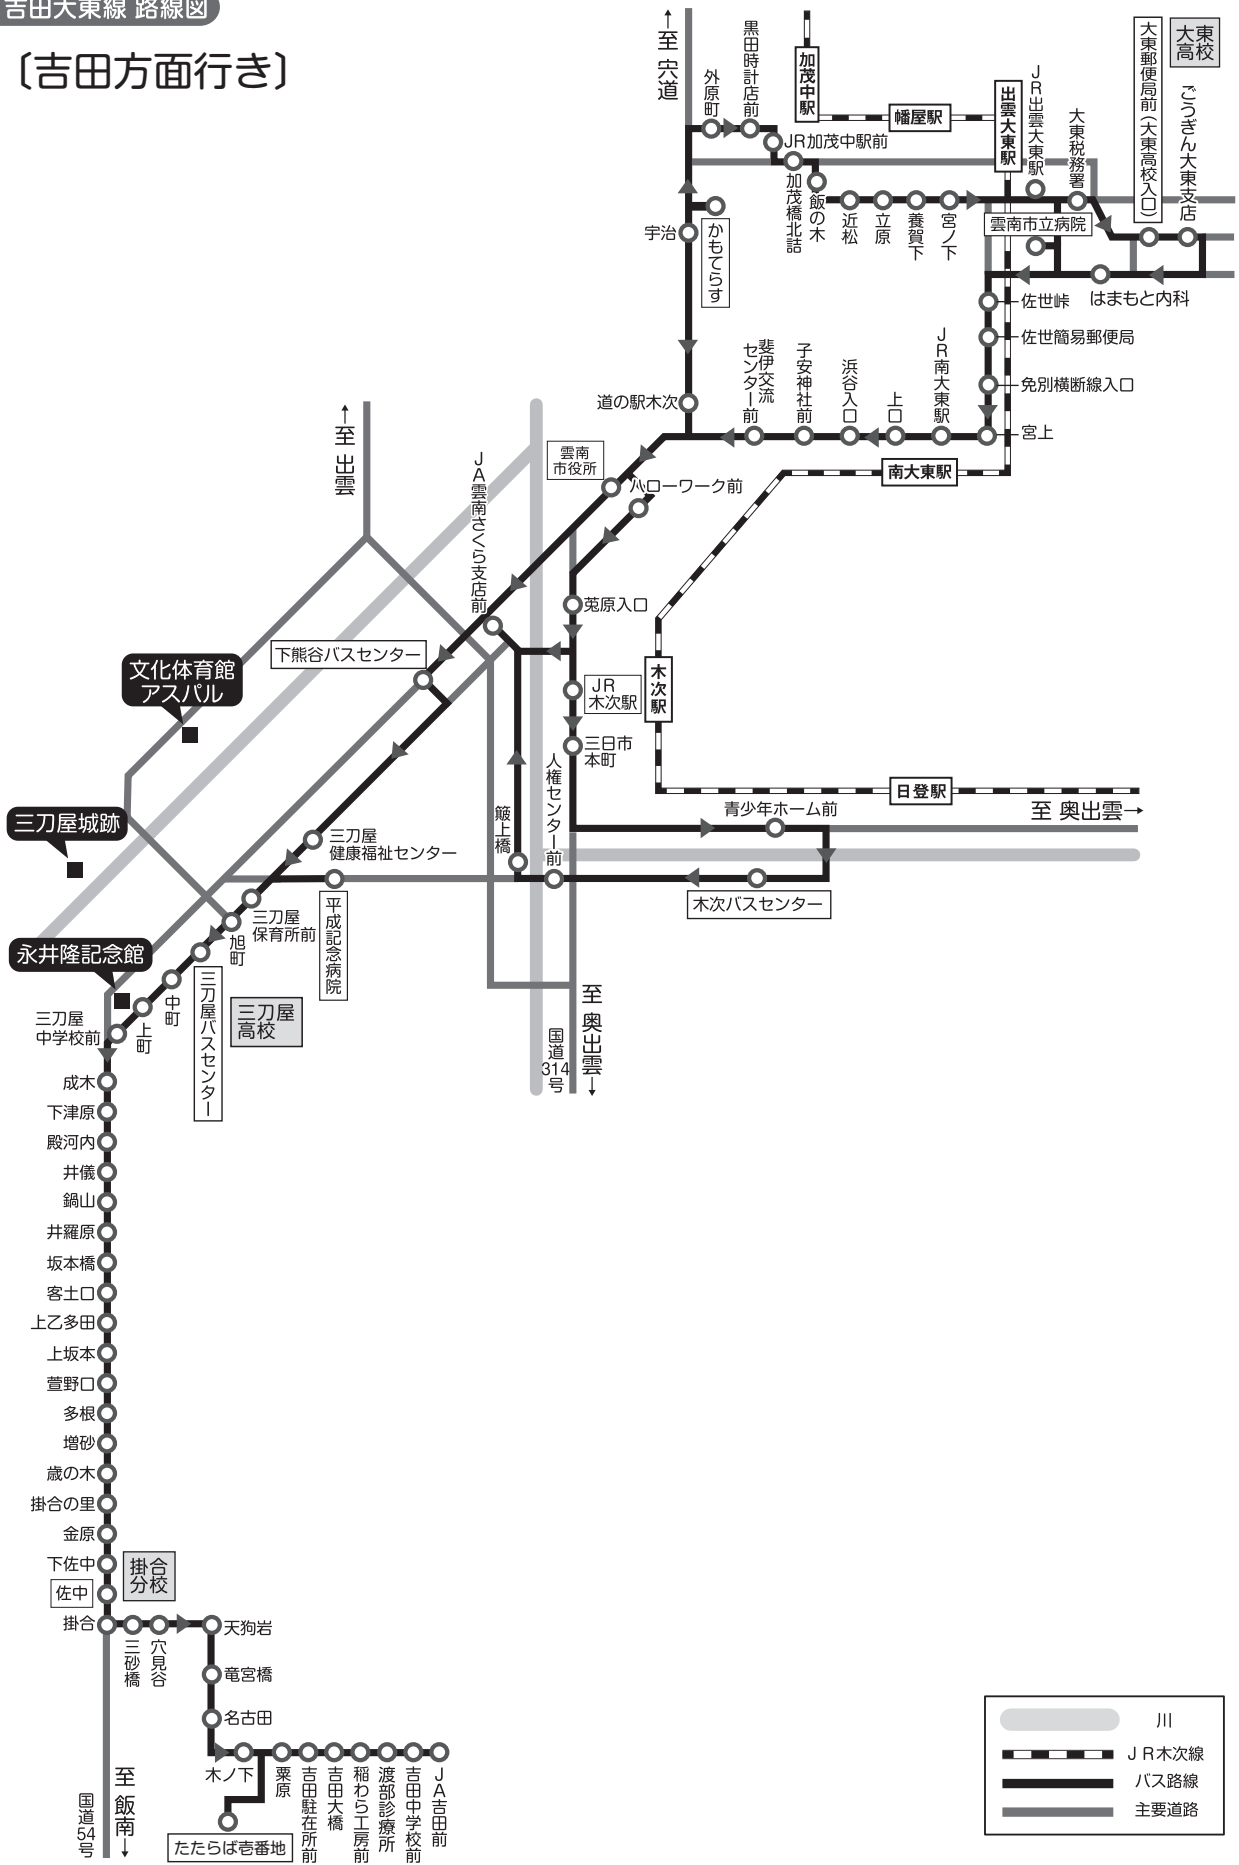 吉田大東線 路線図
〔吉田方面行き〕
↑至 宍道
外原町
黒田時計店前
加茂中駅
幡屋駅
出雲大東駅
JR出雲大東駅
大東税務署
大東郵便局前(大東高校入口)
大東
高校
ごうぎん大東支店
JR加茂中駅前
加茂橋北詰
飯の木
近松
立原
養賀下
宮ノ下
雲南市立病院
宇治
かもてらす
はまもと内科
佐世峠
佐世簡易郵便局
免別横断線入口
宮上
道の駅木次
斐伊交流
センター前
子安神社前
浜谷入口
上口
JR南大東駅
南大東駅
↑至 出雲
雲南
市役所
ハローワーク前
JA雲南さくら支店前
莵原入口
下熊谷バスセンター
文化体育館
アスパル
JR
木次駅
木次駅
三日市
本町
日登駅
至 奥出雲→
青少年ホーム前
人権センター前
簸上橋
三刀屋城跡
三刀屋
健康福祉センター
木次バスセンター
三刀屋
保育所前
平成記念病院
旭町
永井隆記念館
三刀屋バスセンター
三刀屋
高校
中町
上町
三刀屋
中学校前
国道314号
至 奥出雲↓
成木
下津原
殿河内
井儀
鍋山
井羅原
坂本橋
客土口
上乙多田
上坂本
萱野口
多根
増砂
歳の木
掛合の里
金原
下佐中
掛合
分校
佐中
掛合
三砂橋
穴見谷
天狗岩
竜宮橋
名古田
木ノ下
粟原
吉田駐在所前
吉田大橋
稲わら工房前
渡部診療所
吉田中学校前
JA吉田前
たたらば壱番地
国道54号
至 飯南↓
川
JR木次線
バス路線
主要道路